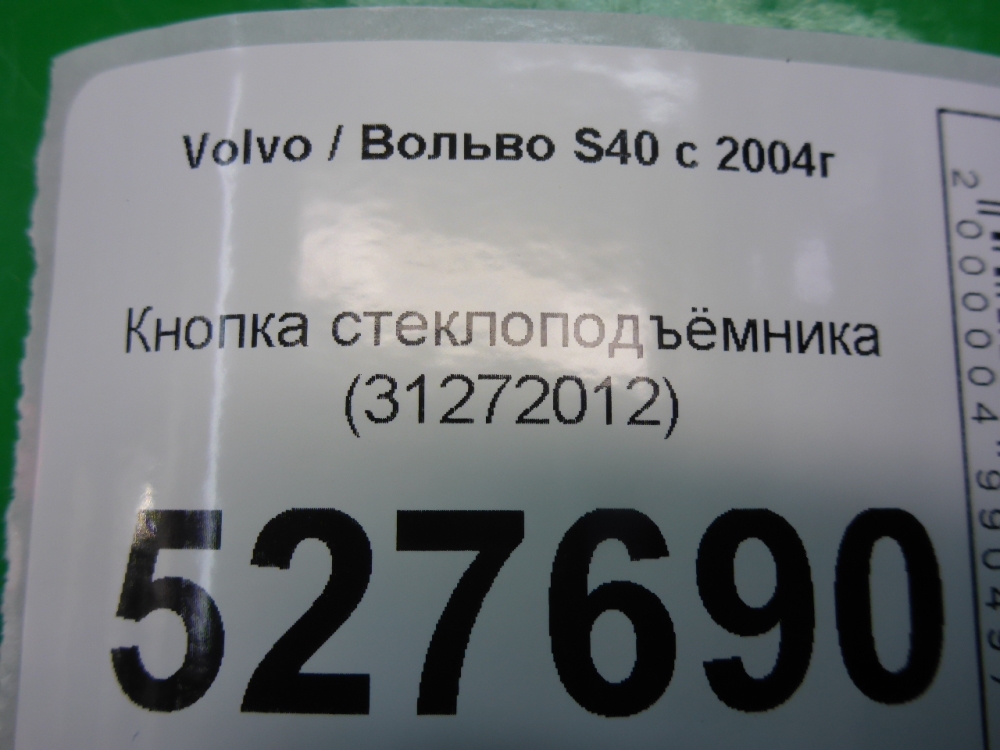 Volvo / Вольво S40 с 2004г
Кнопка стеклоподъёмника
(31272012)
527690